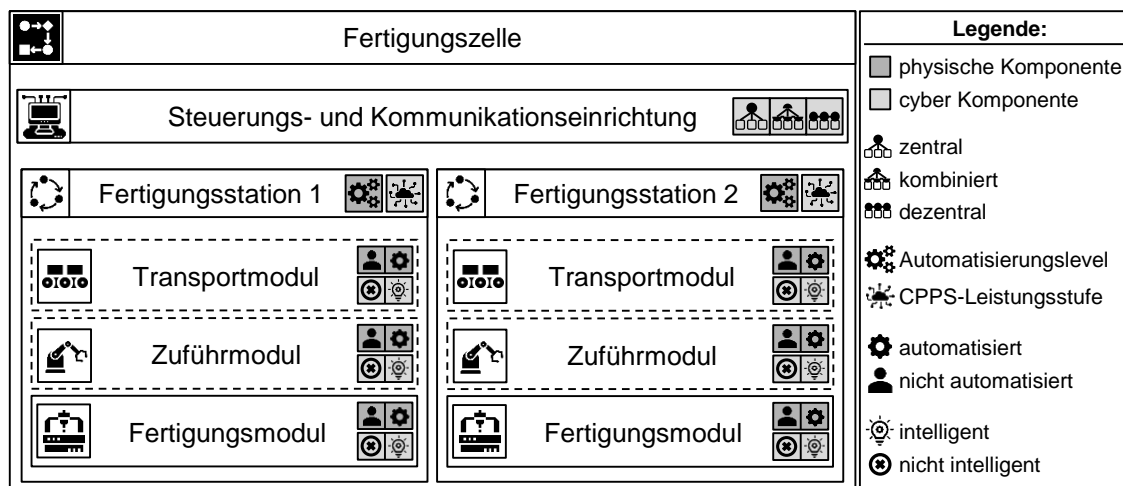 Fertigungszelle
Steuerungs- und Kommunikationseinrichtung
Fertigungsstation 1
Transportmodul
Zuführmodul
Fertigungsmodul
Fertigungsstation 2
Transportmodul
Zuführmodul
Fertigungsmodul
Legende:
physische Komponente
cyber Komponente
zentral
kombiniert
dezentral
Automatisierungslevel
CPPS-Leistungsstufe
automatisiert
nicht automatisiert
intelligent
nicht intelligent